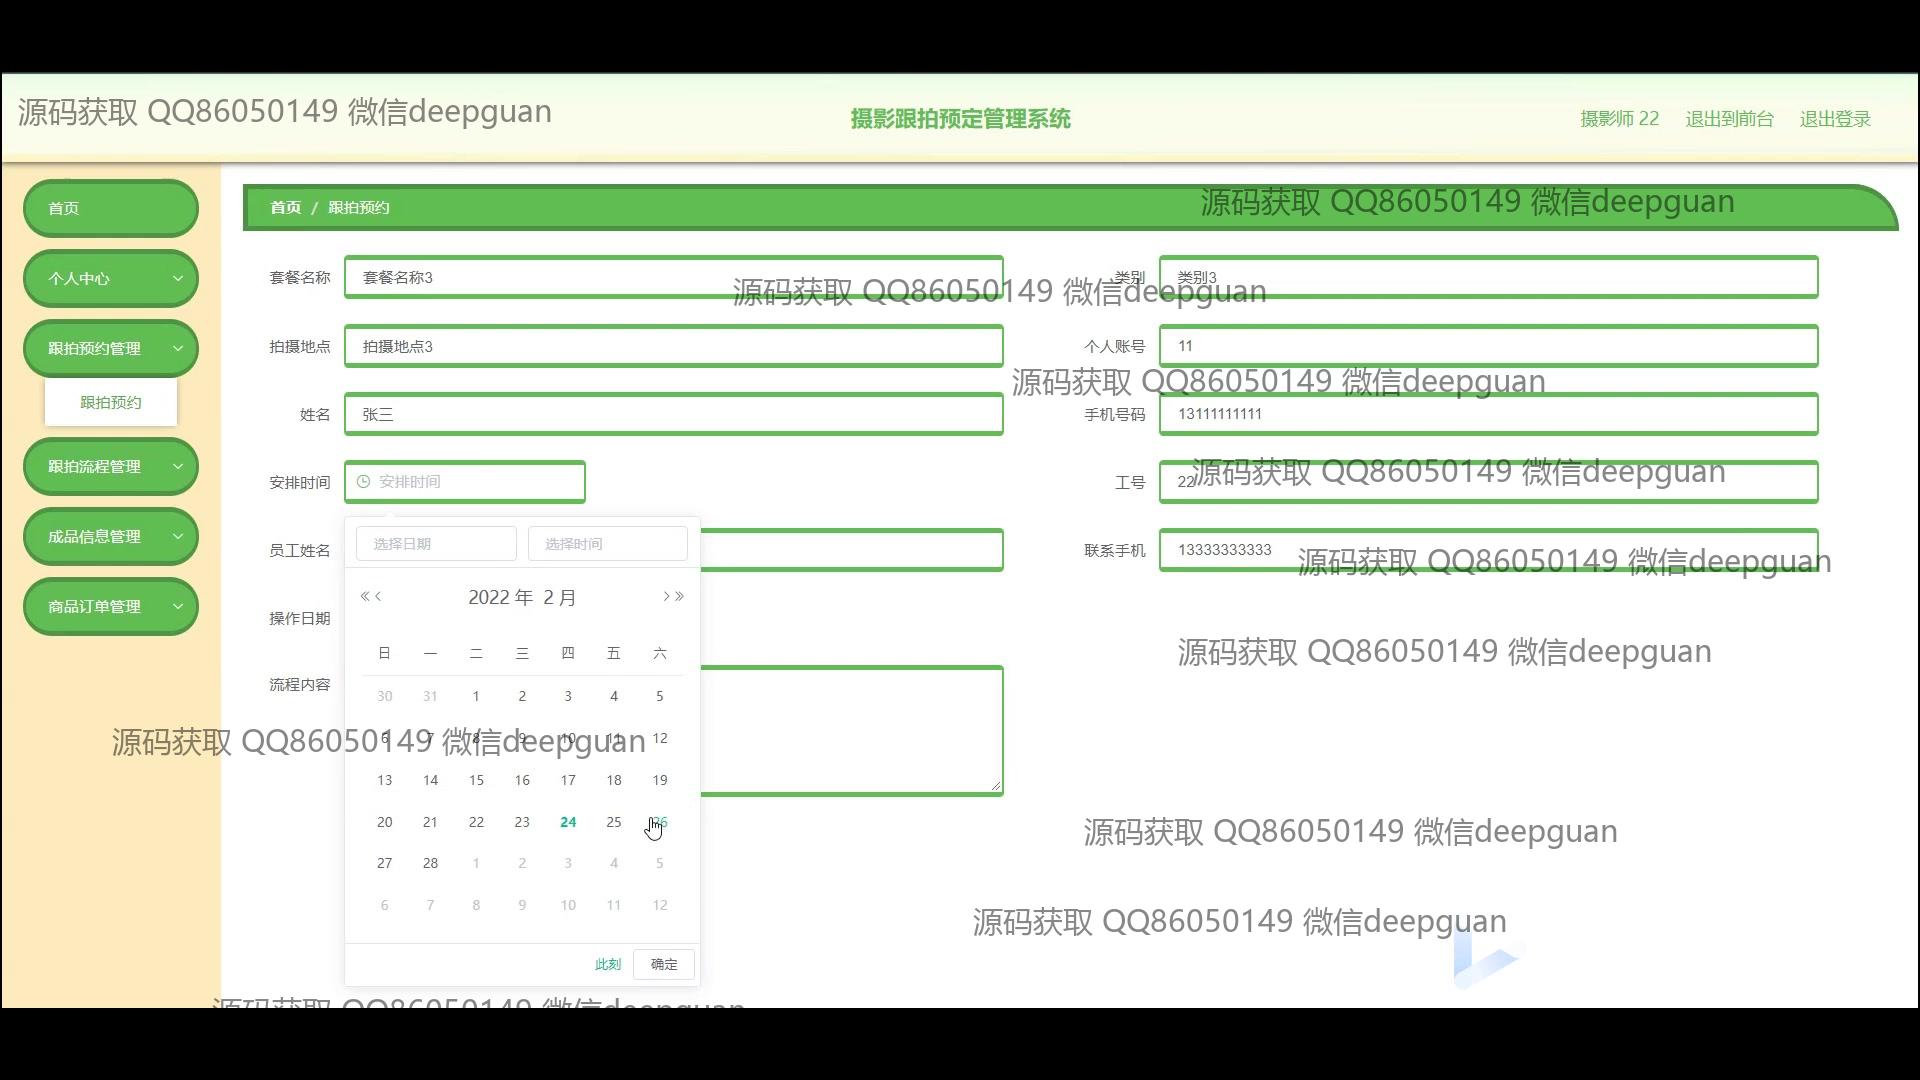 源码获取 QQ86050149 微信deepguan
摄影跟拍预定管理系统
摄影师 22 退出到前台 退出登录
首页
个人中心
跟拍预约管理
跟拍预约
跟拍流程管理
成品信息管理
商品订单管理
首页 / 跟拍预约
源码获取 QQ86050149 微信deepguan
套餐名称 套餐名称3
类别 类别3
源码获取 QQ86050149 微信deepguan
拍摄地点 拍摄地点3
个人账号 11
源码获取 QQ86050149 微信deepguan
姓名 张三
手机号码 13111111111
安排时间 安排时间
工号 22
源码获取 QQ86050149 微信deepguan
员工姓名
联系手机 13333333333
源码获取 QQ86050149 微信deepguan
操作日期
流程内容
选择日期 选择时间
2022 年 2 月
日 一 二 三 四 五 六
30 31 1 2 3 4 5
6 7 8 9 10 11 12
13 14 15 16 17 18 19
20 21 22 23 24 25 26
27 28 1 2 3 4 5
6 7 8 9 10 11 12
此刻 确定
源码获取 QQ86050149 微信deepguan
源码获取 QQ86050149 微信deepguan
源码获取 QQ86050149 微信deepguan
源码获取 QQ86050149 微信deepguan
源码获取 QQ86050149 微信deepguan